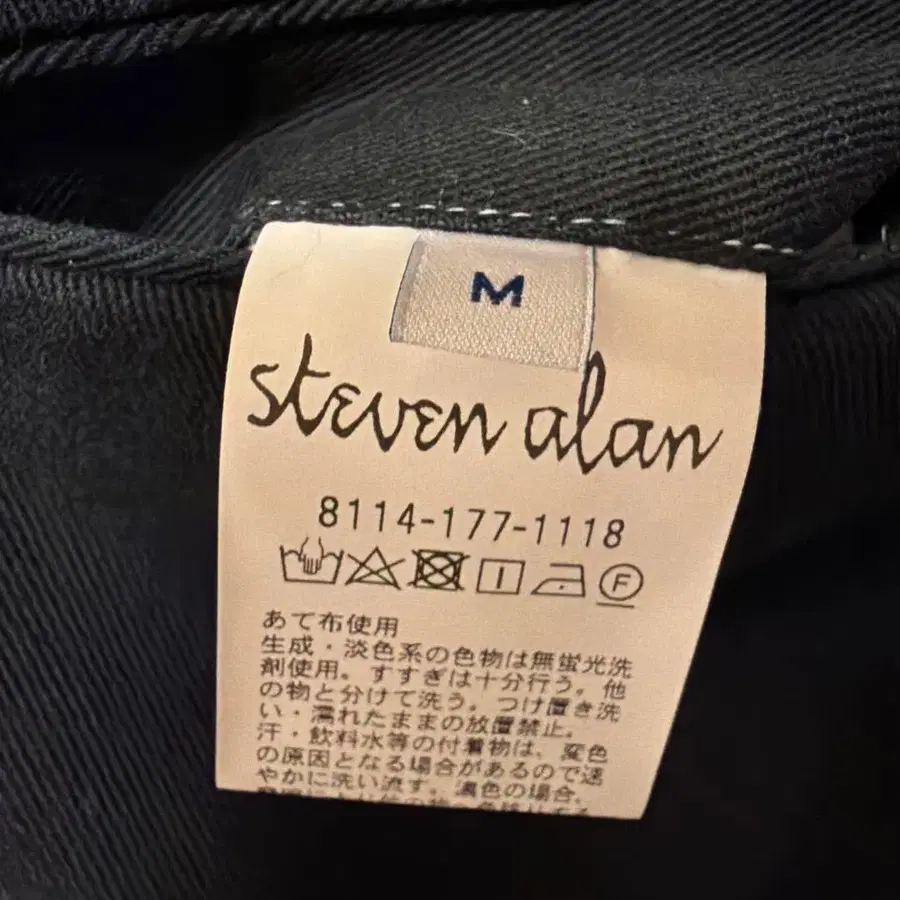 M
steven alan
8114-177-1118
F
あて布使用
生成・淡色系の色物は無蛍光洗
剤使用。すすぎは十分行う。他
の物と分けて洗う。つけ置き洗
い・濡れたままの放置禁止。
汗・飲料水等の付着物は、変色
の原因となる場合があるので速
やかに洗い流す。濃色の場合、